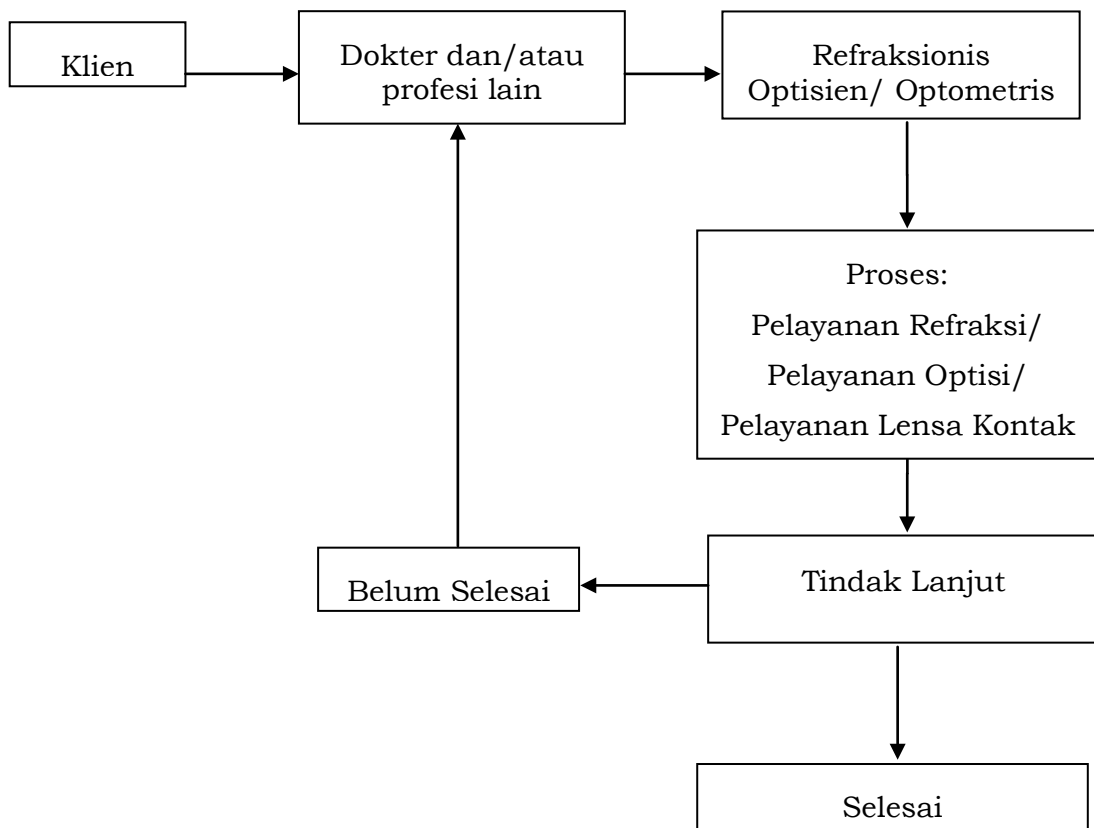 Klien
Dokter dan/atau
profesi lain
Refraksionis
Optisien/ Optometris
Proses:
Pelayanan Refraksi/
Pelayanan Optisi/
Pelayanan Lensa Kontak
Belum Selesai
Tindak Lanjut
Selesai